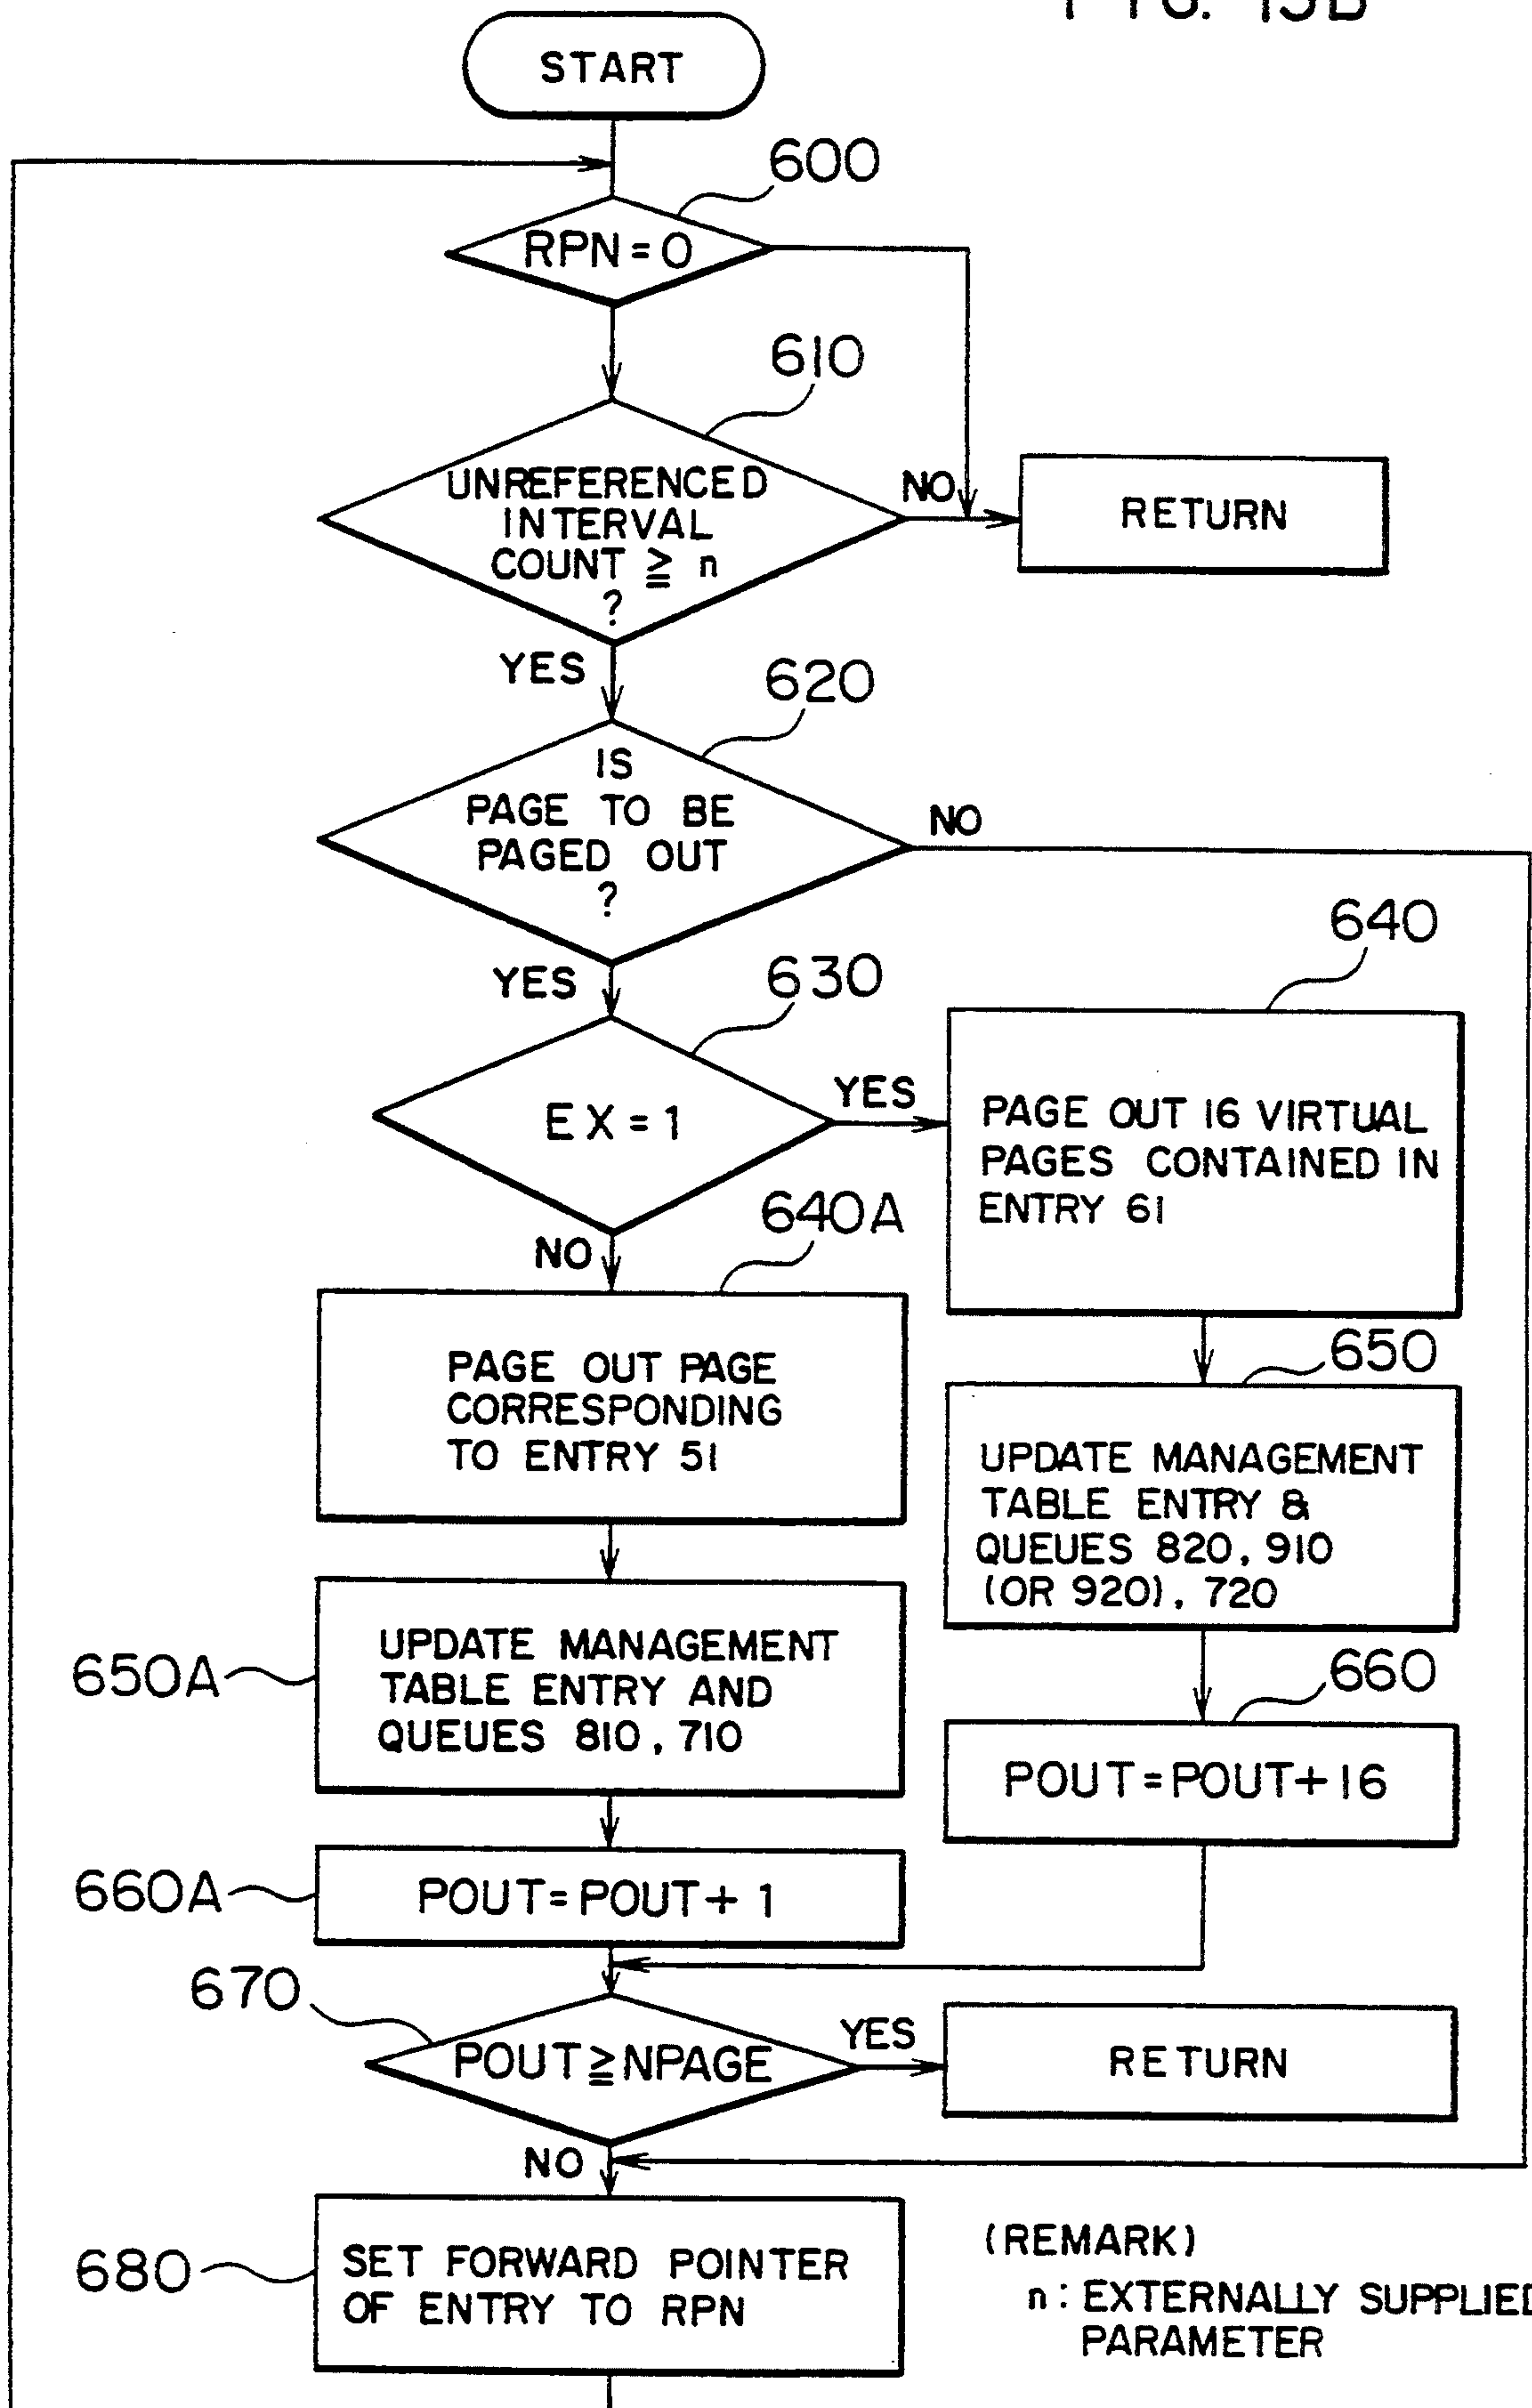 FIG. 15B
START
600
RPN = 0
610
UNREFERENCED
INTERVAL
COUNT ≧ n
?
NO
RETURN
YES
620
IS
PAGE TO BE
PAGED OUT
?
NO
YES
630
EX = 1
YES
640
PAGE OUT 16 VIRTUAL
PAGES CONTAINED IN
ENTRY 61
NO
640A
PAGE OUT PAGE
CORRESPONDING
TO ENTRY 51
650
UPDATE MANAGEMENT
TABLE ENTRY &
QUEUES 820, 910
(OR 920), 720
650A
UPDATE MANAGEMENT
TABLE ENTRY AND
QUEUES 810, 710
660
POUT = POUT + 16
660A
POUT = POUT + 1
670
POUT ≧ NPAGE
YES
RETURN
NO
680
SET FORWARD POINTER
OF ENTRY TO RPN
(REMARK)
n : EXTERNALLY SUPPLIED
PARAMETER